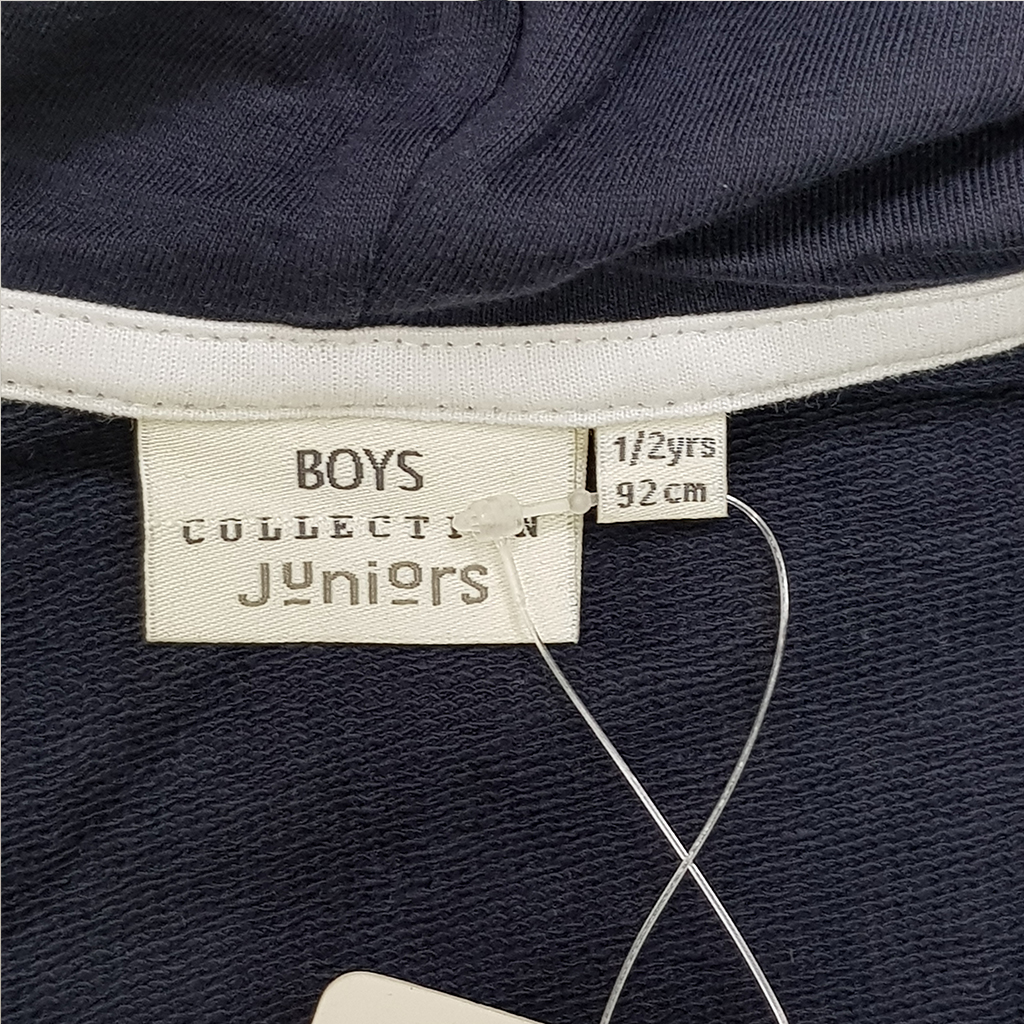 BOYS
COLLECTION
Juniors
1/2yrs
92cm